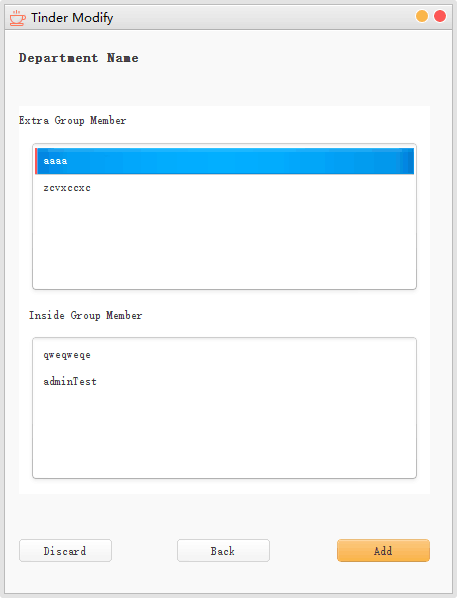 Tinder Modify
Department Name
Extra Group Member
aaaa
zcvxccxc
Inside Group Member
qweqweqe
adminTest
Discard
Back
Add